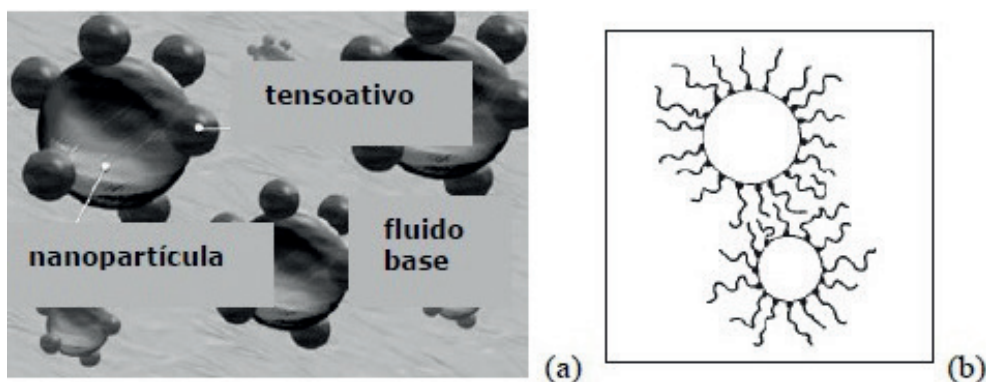 tensoativo
nanopartícula
fluido
base
(a)
(b)